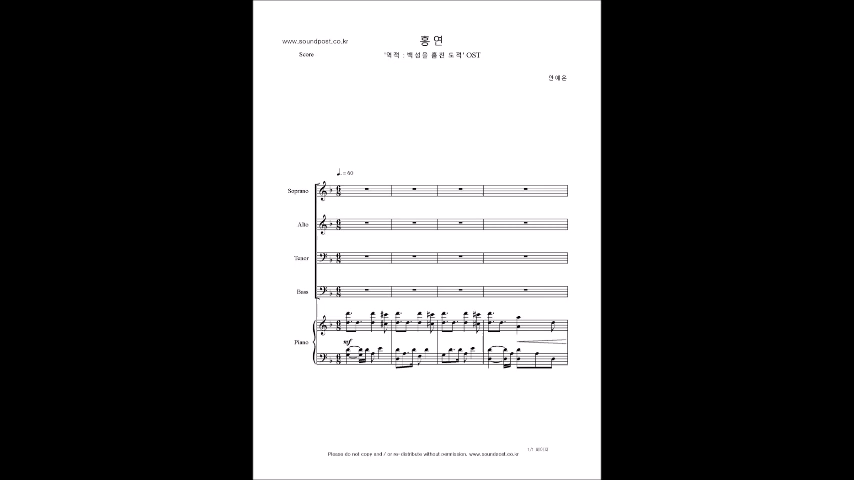 홍연
www.soundpost.co.kr
Score
'역적 : 백성을 훔친 도적' OST
안예은
♩. = 60
Soprano
Alto
Tenor
Bass
Piano
mf
Please do not copy and / or re-distribute without permission. www.soundpost.co.kr